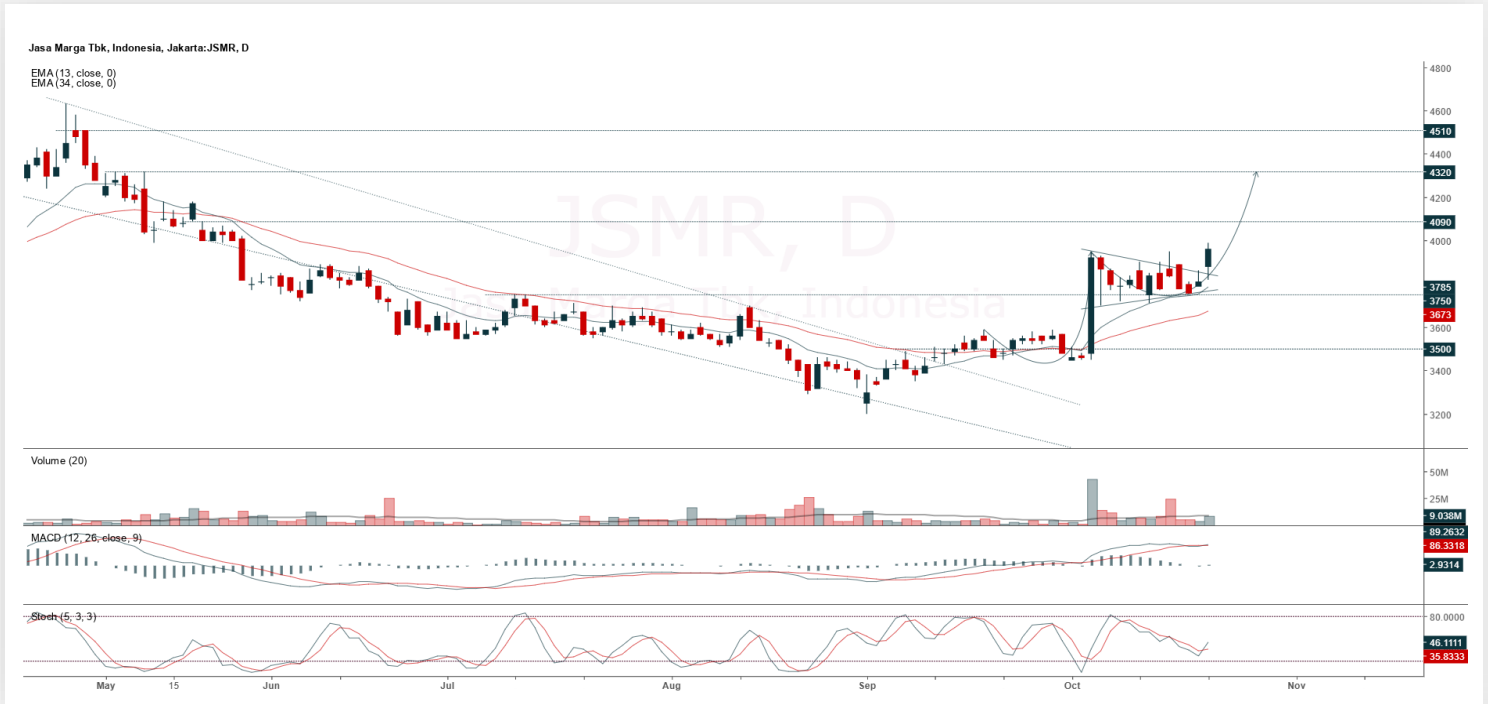 Jasa Marga Tbk, Indonesia, Jakarta:JSMR, D
EMA (13, close, 0)
EMA (34, close, 0)
JSMR, D
Jasa Marga Tbk, Indonesia
4800
4600
4510
4400
4320
4200
4090
4000
3785
3750
3673
3600
3500
3400
3200
Volume (20)
50M
25M
9.038M
MACD (12, 26, close, 9)
89.2632
86.3318
2.9314
Stoch (5, 3, 3)
80.0000
46.1111
35.8333
May 15 Jun Jul Aug Sep Oct Nov